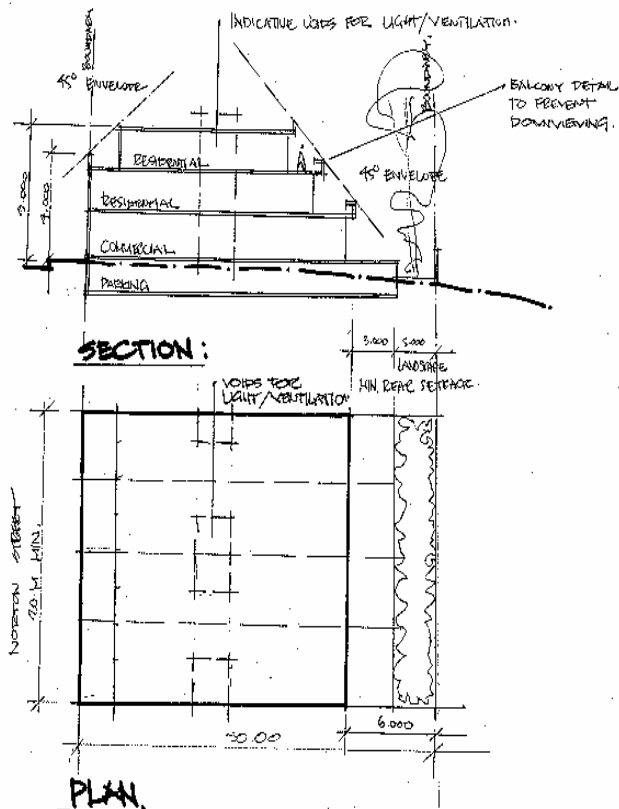 INDICATIVE VOIDS FOR LIGHT/VENTILATION.
BOUNDARY
45° ENVELOPE
BOUNDARY
BALCONY DETAIL
TO PREVENT
DOWNVIEWING.
RESIDENTIAL
45° ENVELOPE
RESIDENTIAL
4.000
COMMERCIAL
PARKING
SECTION:
3.000
LANDSCAPE
MIN. REAR SETBACK.
VOIDS FOR
LIGHT/VENTILATION
NORTON STREET
20 M MIN.
6.000
30.00
PLAN.